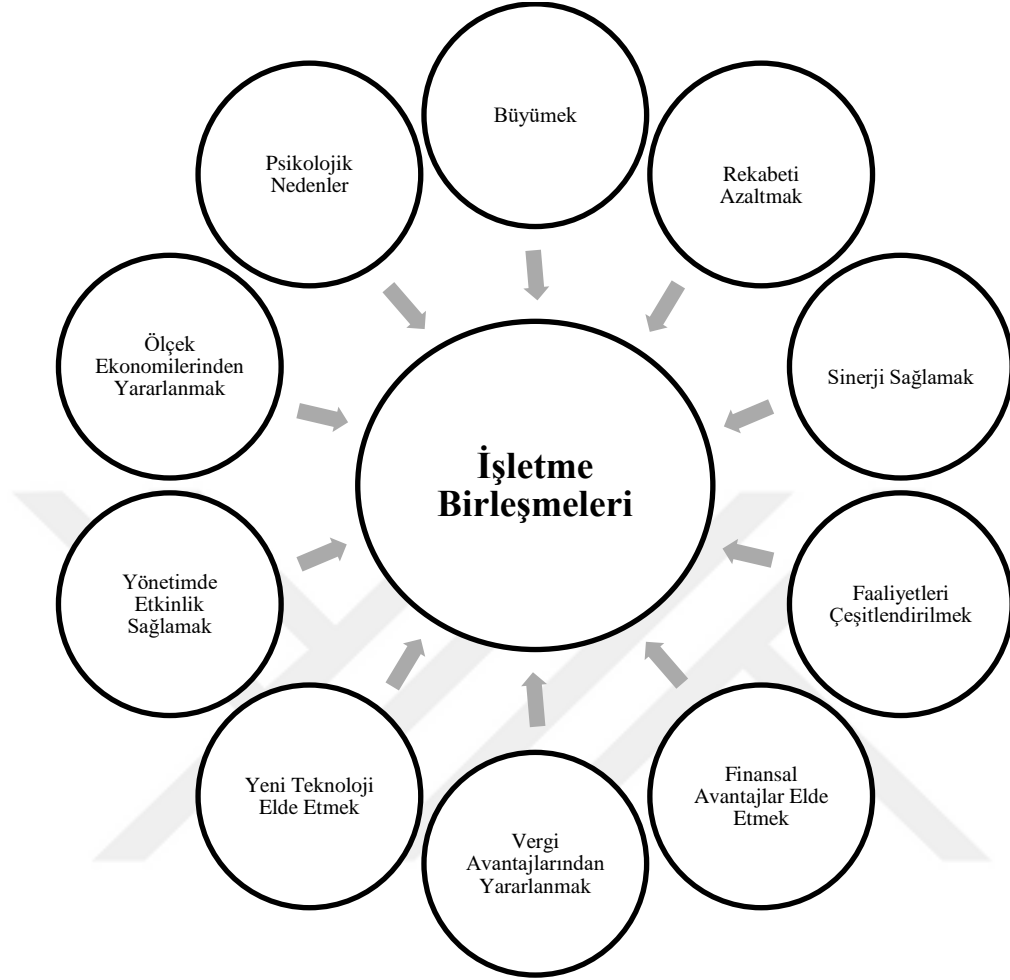 Büyümek
Rekabeti
Azaltmak
Sinerji Sağlamak
Faaliyetleri
Çeşitlendirilmek
Finansal
Avantajlar Elde
Etmek
Vergi
Avantajlarından
Yararlanmak
Yeni Teknoloji
Elde Etmek
Yönetimde
Etkinlik
Sağlamak
Ölçek
Ekonomilerinden
Yararlanmak
Psikolojik
Nedenler
İşletme
Birleşmeleri